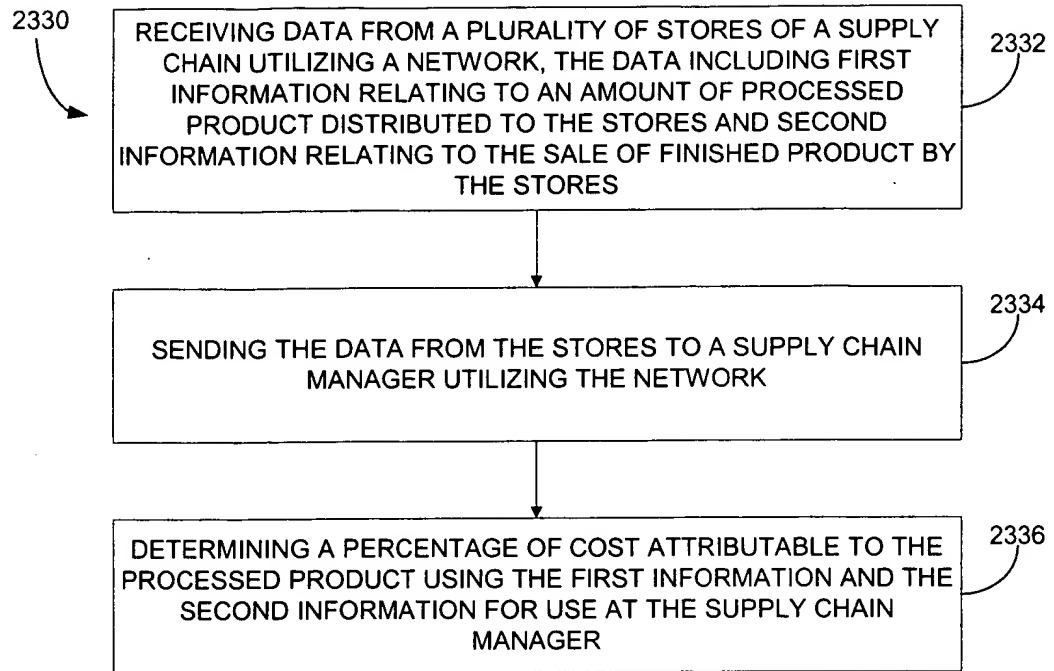 2330
RECEIVING DATA FROM A PLURALITY OF STORES OF A SUPPLY
CHAIN UTILIZING A NETWORK, THE DATA INCLUDING FIRST
INFORMATION RELATING TO AN AMOUNT OF PROCESSED
PRODUCT DISTRIBUTED TO THE STORES AND SECOND
INFORMATION RELATING TO THE SALE OF FINISHED PRODUCT BY
THE STORES
2332
SENDING THE DATA FROM THE STORES TO A SUPPLY CHAIN
MANAGER UTILIZING THE NETWORK
2334
DETERMINING A PERCENTAGE OF COST ATTRIBUTABLE TO THE
PROCESSED PRODUCT USING THE FIRST INFORMATION AND THE
SECOND INFORMATION FOR USE AT THE SUPPLY CHAIN
MANAGER
2336